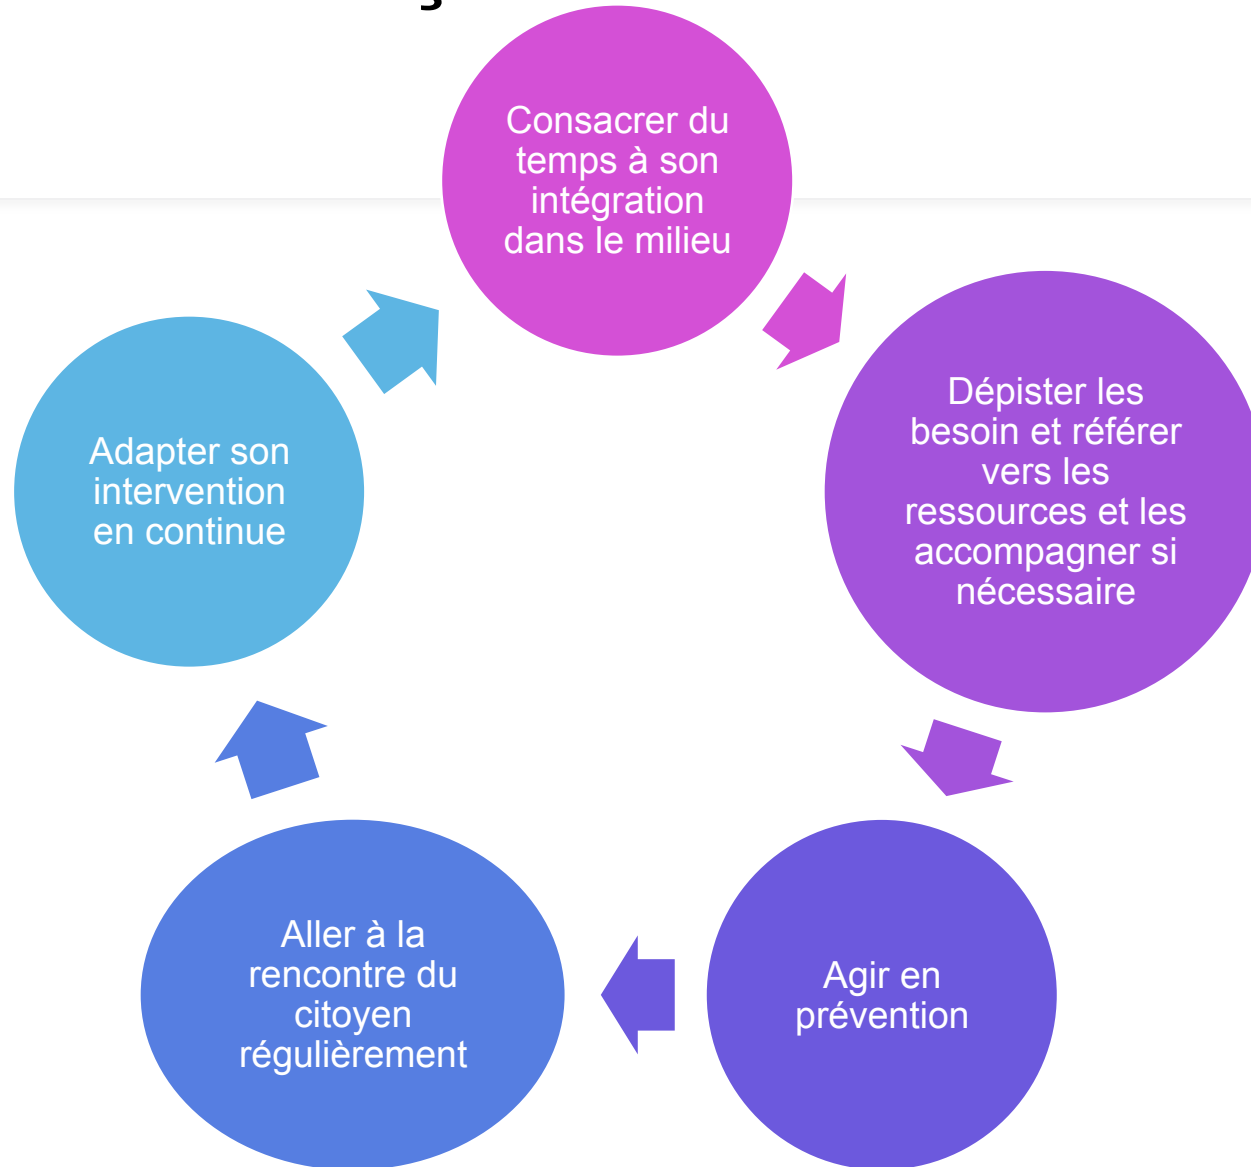 Consacrer du
temps à son
intégration
dans le milieu
Dépister les
besoin et référer
vers les
ressources et les
accompagner si
nécessaire
Agir en
prévention
Aller à la
rencontre du
citoyen
régulièrement
Adapter son
intervention
en continue